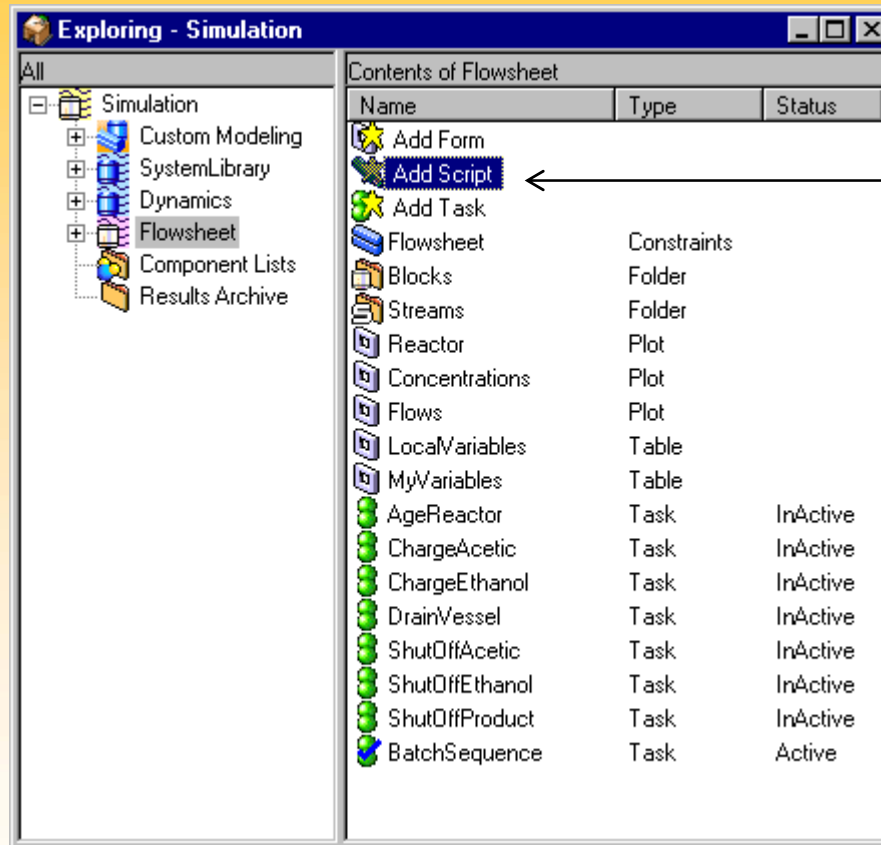 Exploring - Simulation
All
Simulation
Custom Modeling
SystemLibrary
Dynamics
Flowsheet
Component Lists
Results Archive
Contents of Flowsheet
Name Type Status
Add Form
Add Script
Add Task
Flowsheet Constraints
Blocks Folder
Streams Folder
Reactor Plot
Concentrations Plot
Flows Plot
LocalVariables Table
MyVariables Table
AgeReactor Task InActive
ChargeAcetic Task InActive
ChargeEthanol Task InActive
DrainVessel Task InActive
ShutOffAcetic Task InActive
ShutOffEthanol Task InActive
ShutOffProduct Task InActive
BatchSequence Task Active